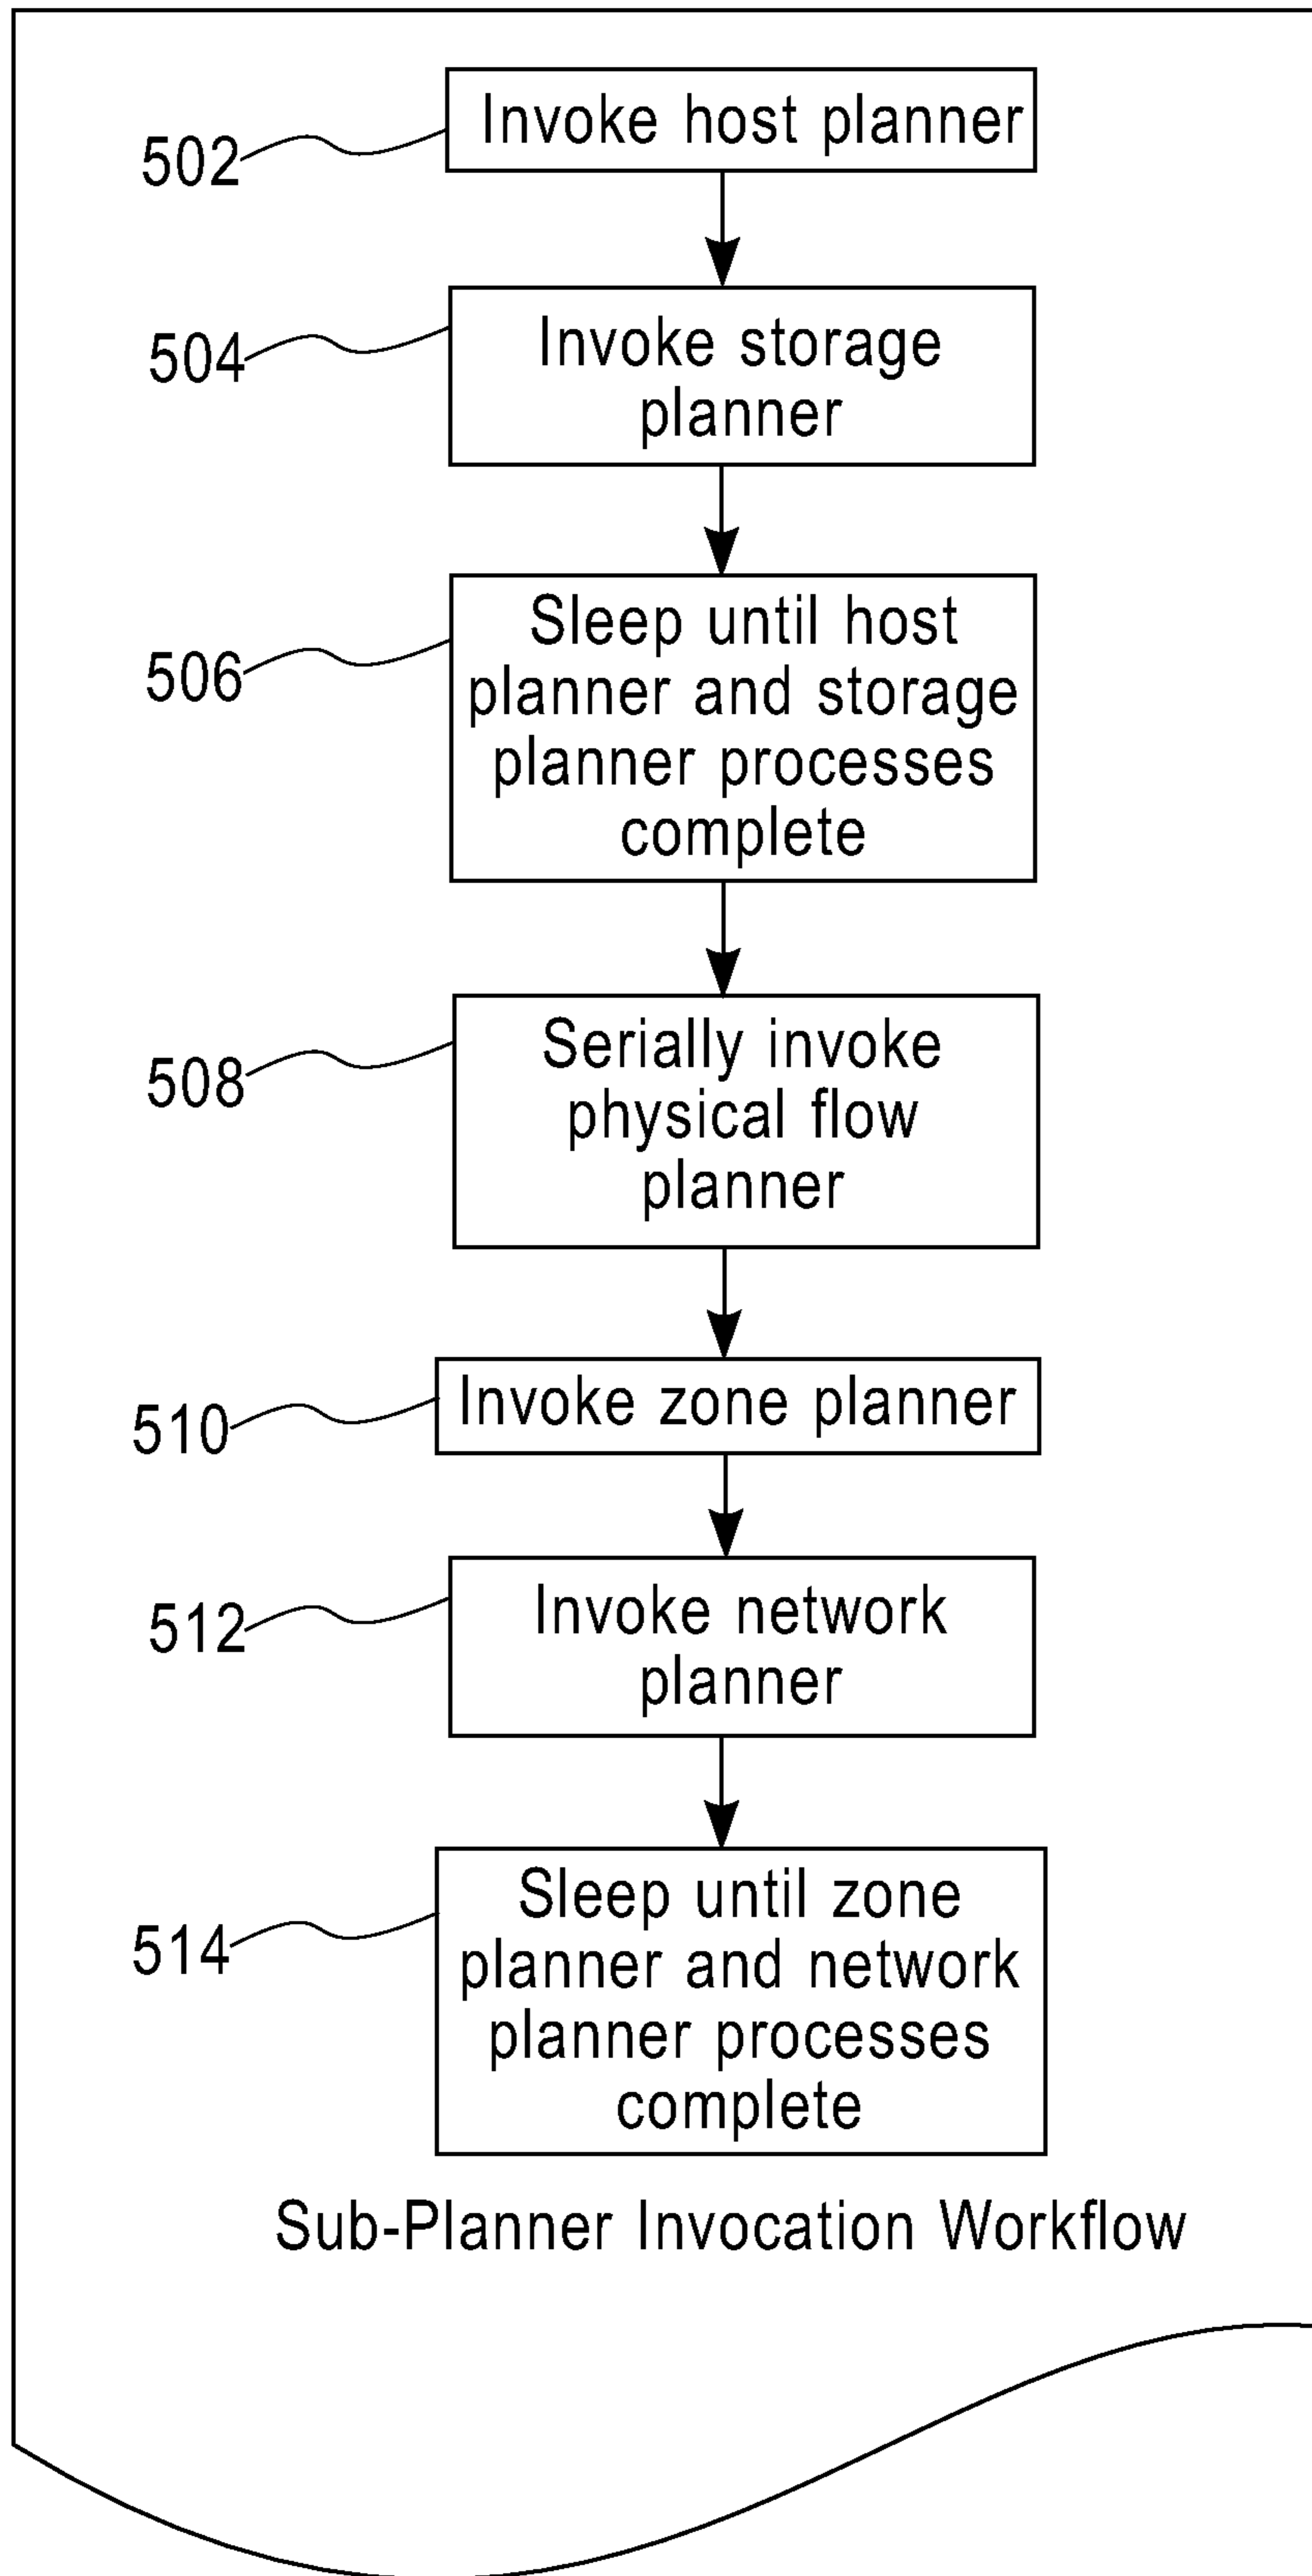 Invoke host planner
502
Invoke storage
planner
504
Sleep until host
planner and storage
planner processes
complete
506
Serially invoke
physical flow
planner
508
Invoke zone planner
510
Invoke network
planner
512
Sleep until zone
planner and network
planner processes
complete
514
Sub-Planner Invocation Workflow